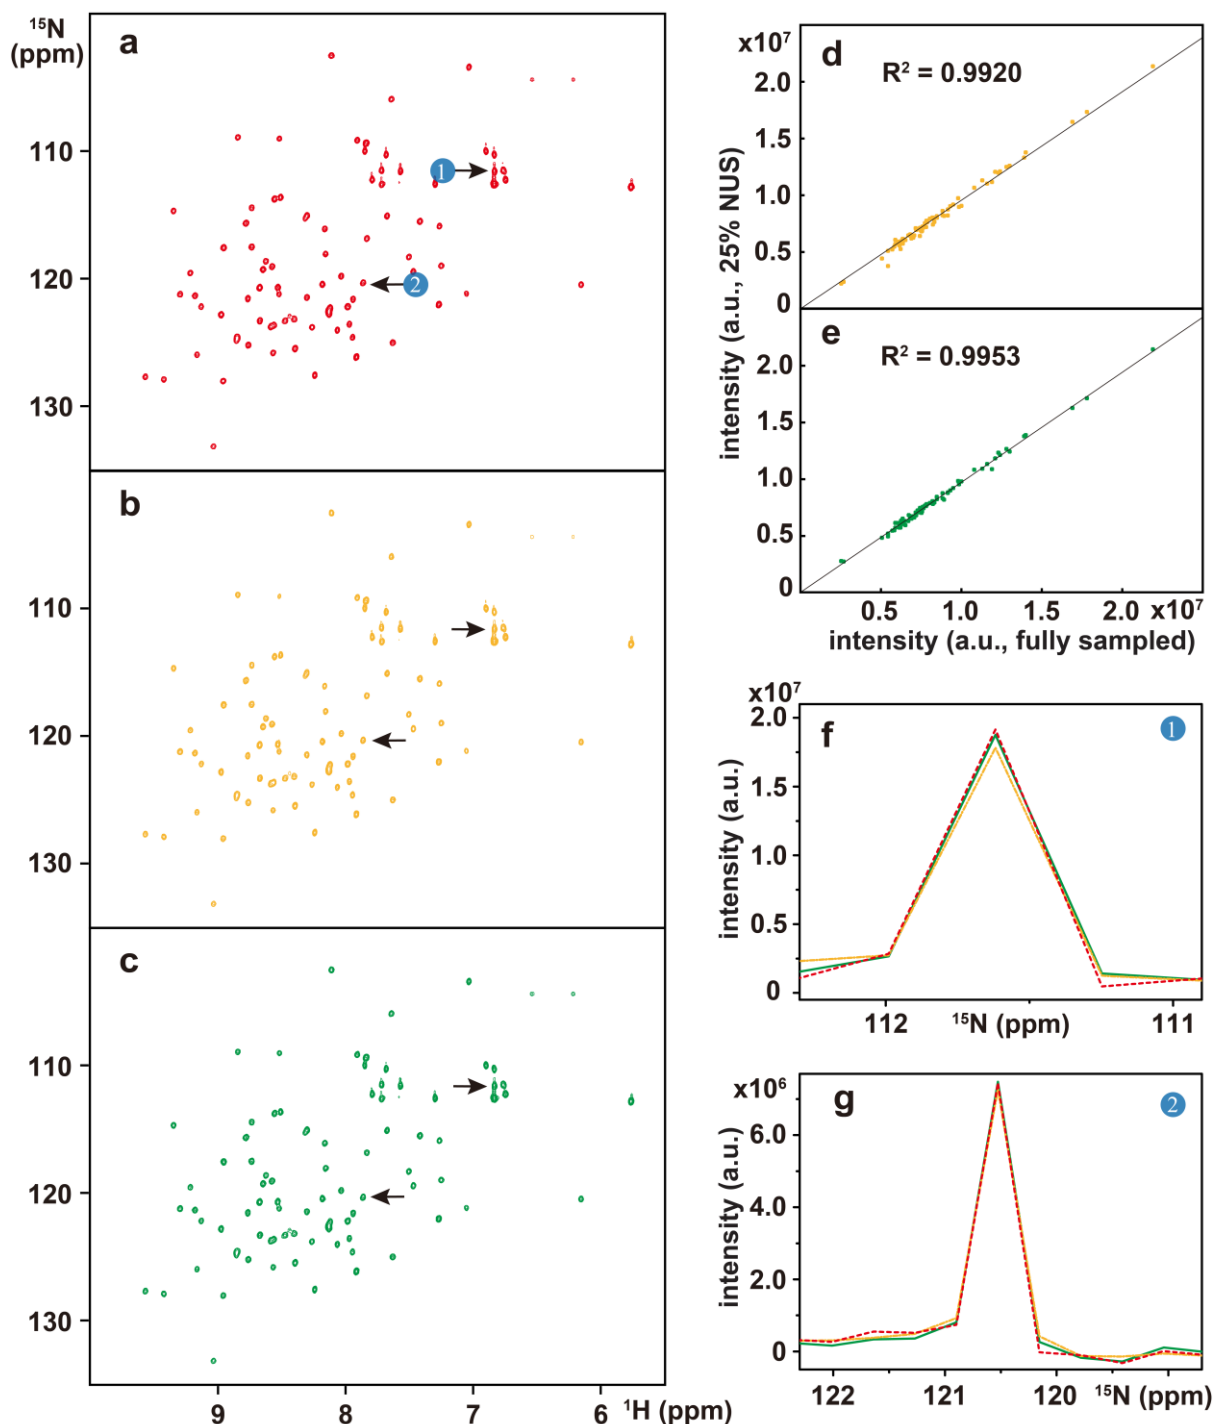 ¹⁵N
(ppm)
a
110
1
120
2
130
b
110
120
130
c
110
120
130
9
8
7
6
¹H (ppm)
x10⁷
d
R² = 0.9920
2.0
1.5
1.0
0.5
0
e
R² = 0.9953
2.0
1.5
1.0
0.5
0
intensity (a.u., 25% NUS)
0.5
1.0
1.5
2.0
x10⁷
intensity (a.u., fully sampled)
x10⁷
f
1
2.0
1.5
1.0
0.5
0
intensity (a.u.)
112
¹⁵N (ppm)
111
x10⁶
g
2
6.0
4.0
2.0
0
intensity (a.u.)
122
121
120
¹⁵N (ppm)